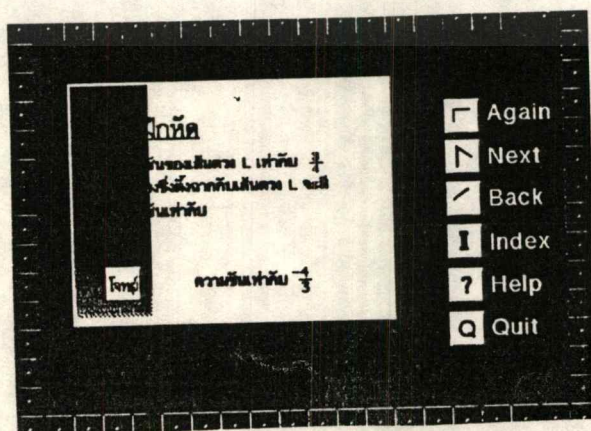 ฝึกหัด
ันของเส้นตรง L เท่ากับ 3/4
งซึ่งตั้งฉากกับเส้นตรง L จะมี
ันเท่ากับ
โจทย์
ความชันเท่ากับ -4/3
Again
Next
Back
I Index
? Help
Q Quit